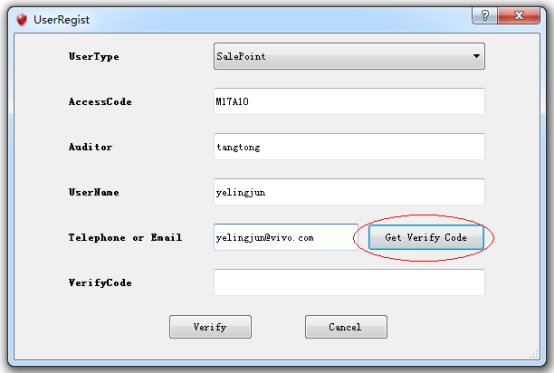 UserRegist
UserType SalePoint
AccessCode M17A10
Auditor tangtong
UserName yelingjun
Telephone or Email yelingjun@vivo.com Get Verify Code
VerifyCode
Verify Cancel